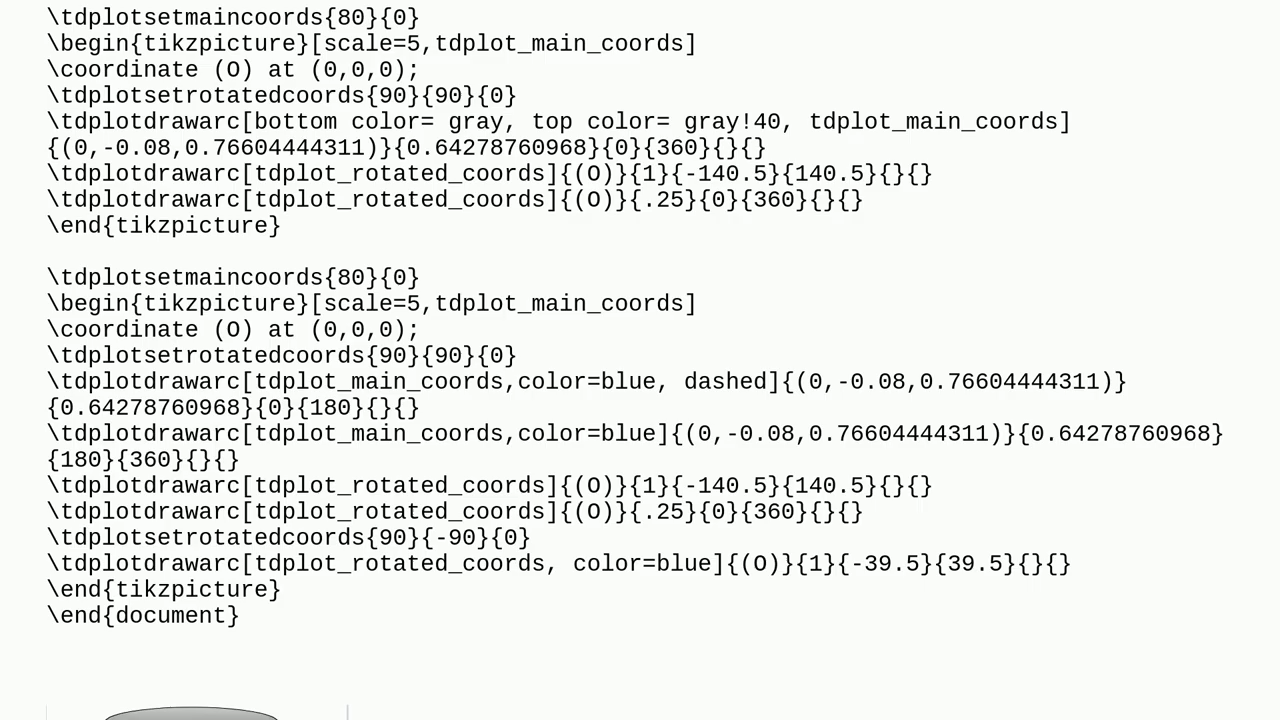 \tdplotsetmaincoords{80}{0}
\begin{tikzpicture}[scale=5,tdplot_main_coords]
\coordinate (O) at (0,0,0);
\tdplotsetrotatedcoords{90}{90}{0}
\tdplotdrawarc[bottom color= gray, top color= gray!40, tdplot_main_coords]
{(0,-0.08,0.76604444311)}{0.64278760968}{0}{360}{}{}
\tdplotdrawarc[tdplot_rotated_coords]{(O)}{1}{-140.5}{140.5}{}{}
\tdplotdrawarc[tdplot_rotated_coords]{(O)}{.25}{0}{360}{}{}
\end{tikzpicture}
\tdplotsetmaincoords{80}{0}
\begin{tikzpicture}[scale=5,tdplot_main_coords]
\coordinate (O) at (0,0,0);
\tdplotsetrotatedcoords{90}{90}{0}
\tdplotdrawarc[tdplot_main_coords,color=blue, dashed]{(0,-0.08,0.76604444311)}
{0.64278760968}{0}{180}{}{}
\tdplotdrawarc[tdplot_main_coords,color=blue]{(0,-0.08,0.76604444311)}{0.64278760968}
{180}{360}{}{}
\tdplotdrawarc[tdplot_rotated_coords]{(O)}{1}{-140.5}{140.5}{}{}
\tdplotdrawarc[tdplot_rotated_coords]{(O)}{.25}{0}{360}{}{}
\tdplotsetrotatedcoords{90}{-90}{0}
\tdplotdrawarc[tdplot_rotated_coords, color=blue]{(O)}{1}{-39.5}{39.5}{}{}
\end{tikzpicture}
\end{document}